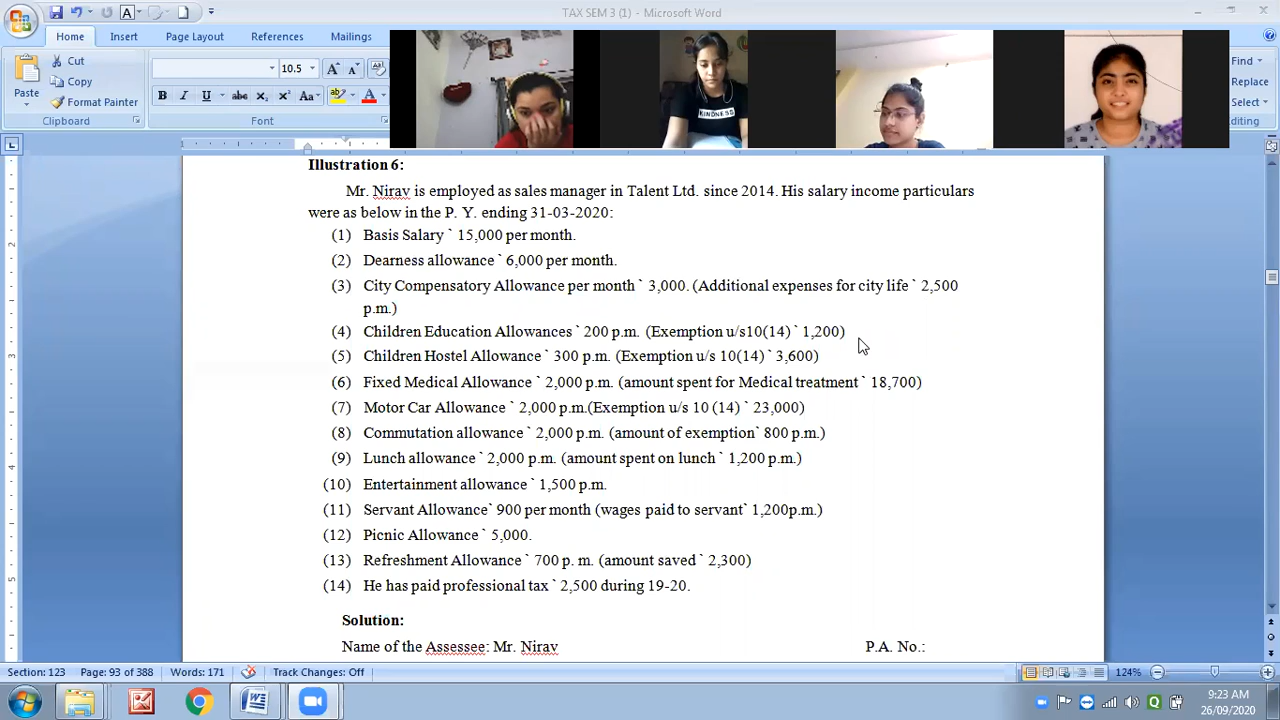 TAX SEM 3 (1) - Microsoft Word
Home Insert Page Layout References Mailings
Paste
Cut
Copy
Format Painter
Clipboard
10.5
Font
Find
Replace
Select
Editing
KINDNESS
Illustration 6:
Mr. Nirav is employed as sales manager in Talent Ltd. since 2014. His salary income particulars
were as below in the P. Y. ending 31-03-2020:
(1) Basis Salary ` 15,000 per month.
(2) Dearness allowance ` 6,000 per month.
(3) City Compensatory Allowance per month ` 3,000. (Additional expenses for city life ` 2,500
p.m.)
(4) Children Education Allowances ` 200 p.m. (Exemption u/s10(14) ` 1,200)
(5) Children Hostel Allowance ` 300 p.m. (Exemption u/s 10(14) ` 3,600)
(6) Fixed Medical Allowance ` 2,000 p.m. (amount spent for Medical treatment ` 18,700)
(7) Motor Car Allowance ` 2,000 p.m.(Exemption u/s 10 (14) ` 23,000)
(8) Commutation allowance ` 2,000 p.m. (amount of exemption` 800 p.m.)
(9) Lunch allowance ` 2,000 p.m. (amount spent on lunch ` 1,200 p.m.)
(10) Entertainment allowance ` 1,500 p.m.
(11) Servant Allowance` 900 per month (wages paid to servant` 1,200p.m.)
(12) Picnic Allowance ` 5,000.
(13) Refreshment Allowance ` 700 p. m. (amount saved ` 2,300)
(14) He has paid professional tax ` 2,500 during 19-20.
Solution:
Name of the Assessee: Mr. Nirav P.A. No.:
Section: 123 Page: 93 of 388 Words: 171 Track Changes: Off 124%
9:23 AM
26/09/2020